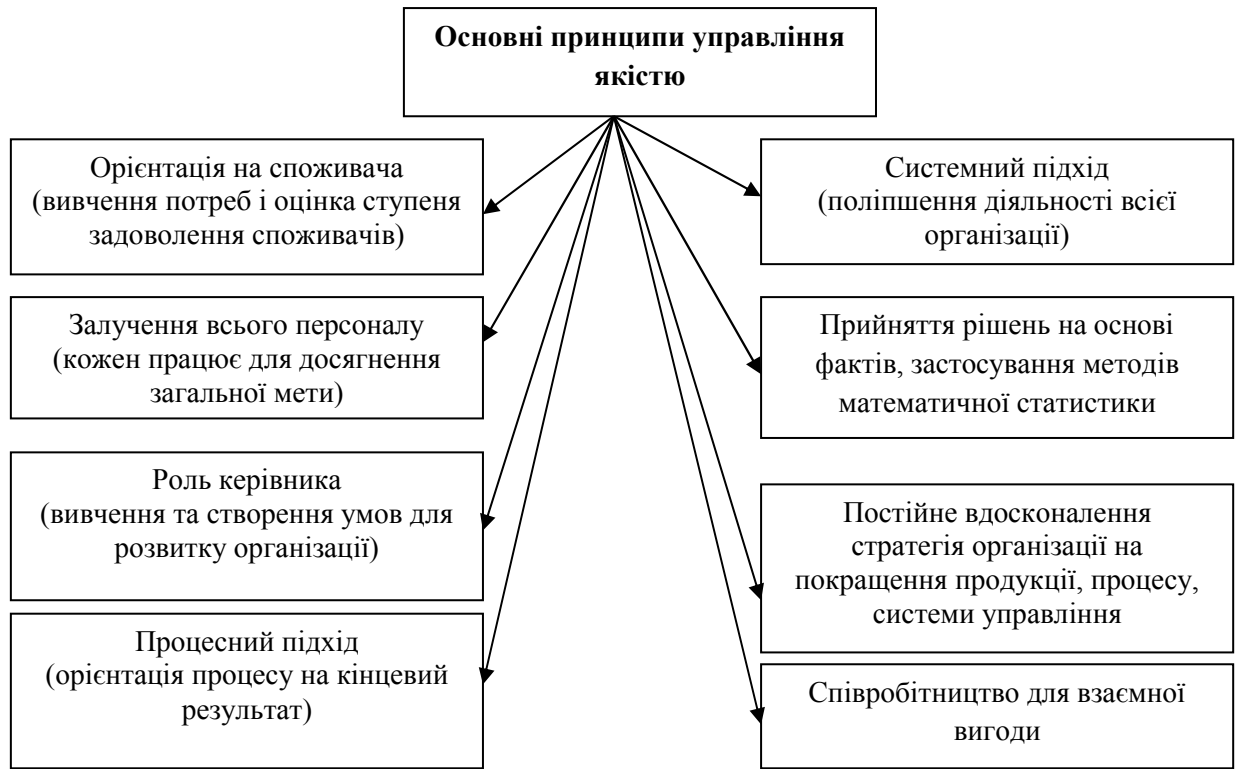 Основні принципи управління
якістю
Орієнтація на споживача
(вивчення потреб і оцінка ступеня
задоволення споживачів)
Залучення всього персоналу
(кожен працює для досягнення
загальної мети)
Роль керівника
(вивчення та створення умов для
розвитку організації)
Процесний підхід
(орієнтація процесу на кінцевий
результат)
Системний підхід
(поліпшення діяльності всієї
організації)
Прийняття рішень на основі
фактів, застосування методів
математичної статистики
Постійне вдосконалення
стратегія організації на
покращення продукції, процесу,
системи управління
Співробітництво для взаємної
вигоди